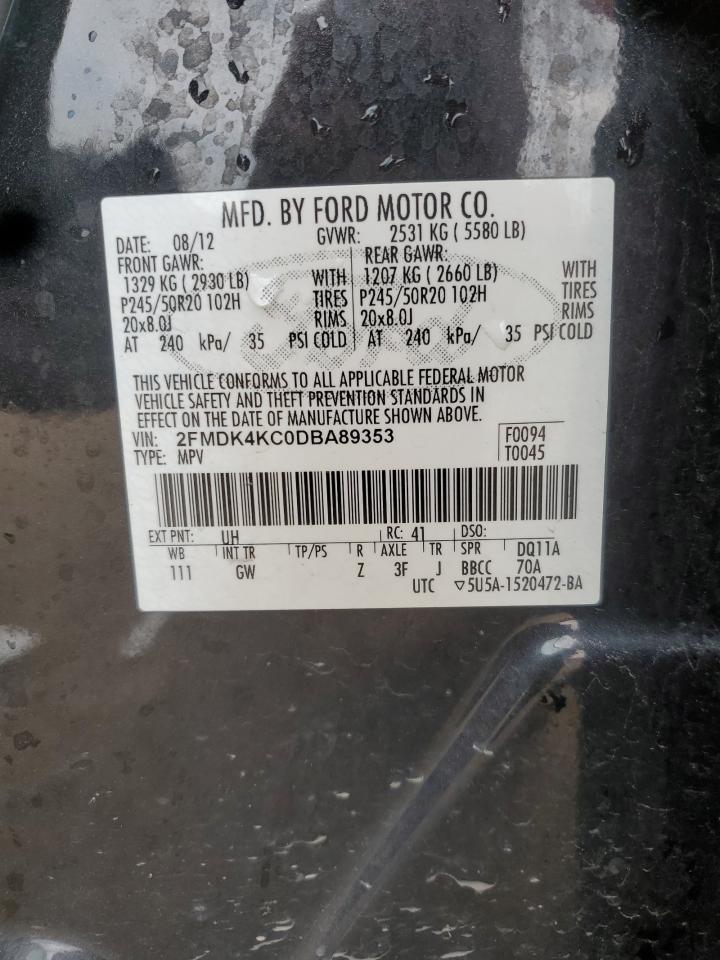 MFD. BY FORD MOTOR CO.
DATE: 08/12 GVWR: 2531 KG ( 5580 LB)
FRONT GAWR: REAR GAWR:
1329 KG ( 2930 LB) WITH 1207 KG ( 2660 LB) WITH
P245/50R20 102H TIRES P245/50R20 102H TIRES
20x8.0J RIMS 20x8.0J RIMS
AT 240 kPa/ 35 PSI COLD AT 240 kPa/ 35 PSI COLD
THIS VEHICLE CONFORMS TO ALL APPLICABLE FEDERAL MOTOR
VEHICLE SAFETY AND THEFT PREVENTION STANDARDS IN
EFFECT ON THE DATE OF MANUFACTURE SHOWN ABOVE.
VIN: 2FMDK4KC0DBA89353 F0094
TYPE: MPV T0045
EXT PNT: UH RC: 41 DSO:
WB INT TR TP/PS R AXLE TR SPR DQ11A
111 GW Z 3F J BBCC 70A
UTC ▽5U5A-1520472-BA